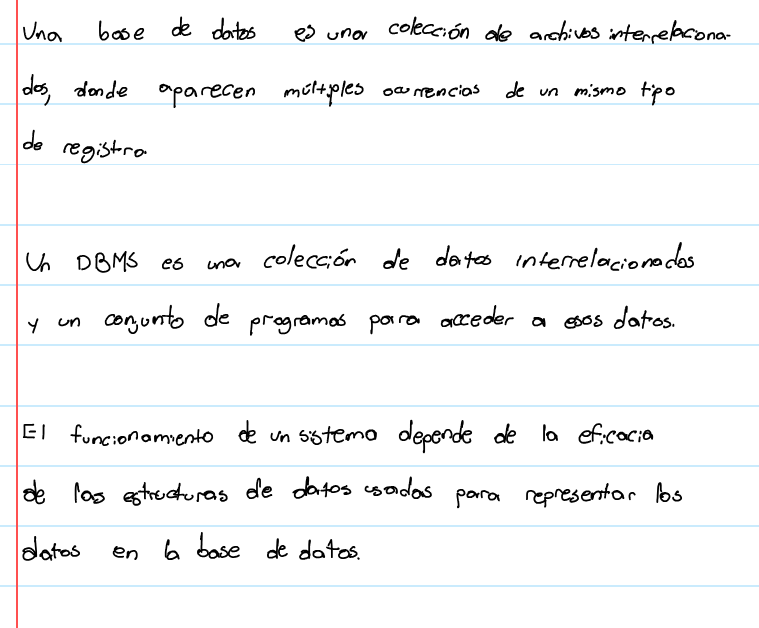 Una base de datos es una colección de archivos interrelaciona-
dos, donde aparecen múltiples ocurrencias de un mismo tipo
de registro.
Un DBMS es una colección de datos interrelacionados
y un conjunto de programas para acceder a esos datos.
El funcionamiento de un sistema depende de la eficacia
de las estructuras de datos usadas para representar los
datos en la base de datos.